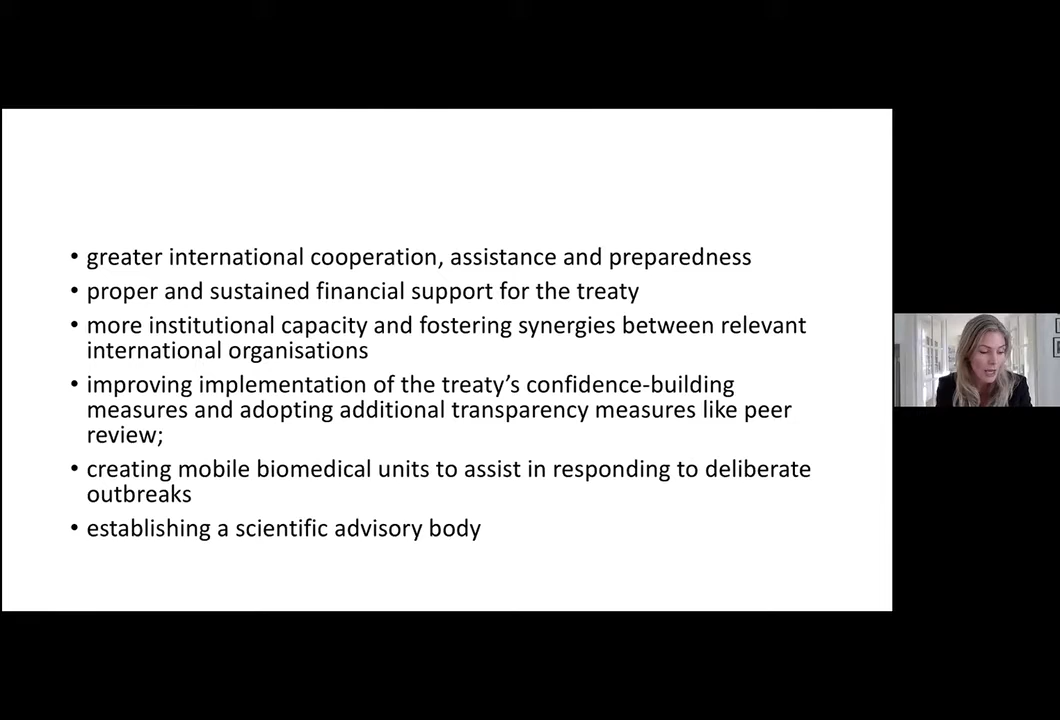 • greater international cooperation, assistance and preparedness
• proper and sustained financial support for the treaty
• more institutional capacity and fostering synergies between relevant
international organisations
• improving implementation of the treaty’s confidence-building
measures and adopting additional transparency measures like peer
review;
• creating mobile biomedical units to assist in responding to deliberate
outbreaks
• establishing a scientific advisory body